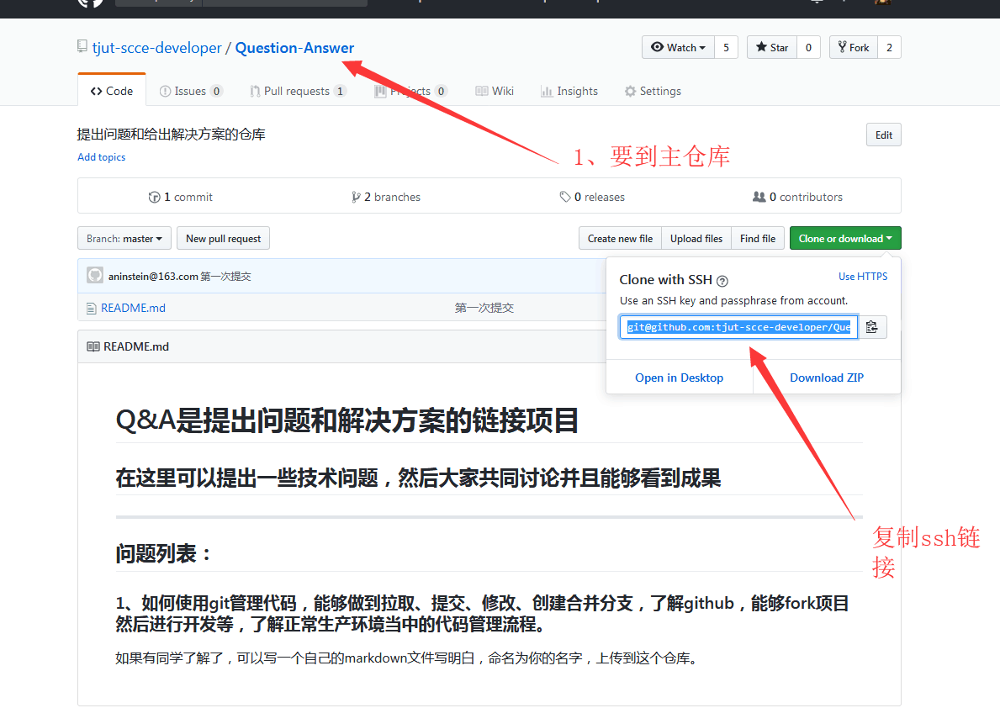 tjut-scce-developer / Question-Answer
Watch 5 Star 0 Fork 2
Code Issues 0 Pull requests 1 Projects 0 Wiki Insights Settings
提出问题和给出解决方案的仓库 Edit
Add topics
1、要到主仓库
1 commit 2 branches 0 releases 0 contributors
Branch: master New pull request Create new file Upload files Find file Clone or download
aninstein@163.com 第一次提交
README.md 第一次提交
Clone with SSH Use HTTPS
Use an SSH key and passphrase from account.
git@github.com:tjut-scce-developer/Que
Open in Desktop Download ZIP
README.md
Q&A是提出问题和解决方案的链接项目
在这里可以提出一些技术问题，然后大家共同讨论并且能够看到成果
复制ssh链
接
问题列表：
1、如何使用git管理代码，能够做到拉取、提交、修改、创建合并分支，了解github，能够fork项目
然后进行开发等，了解正常生产环境当中的代码管理流程。
如果有同学了解了，可以写一个自己的markdown文件写明白，命名为你的名字，上传到这个仓库。